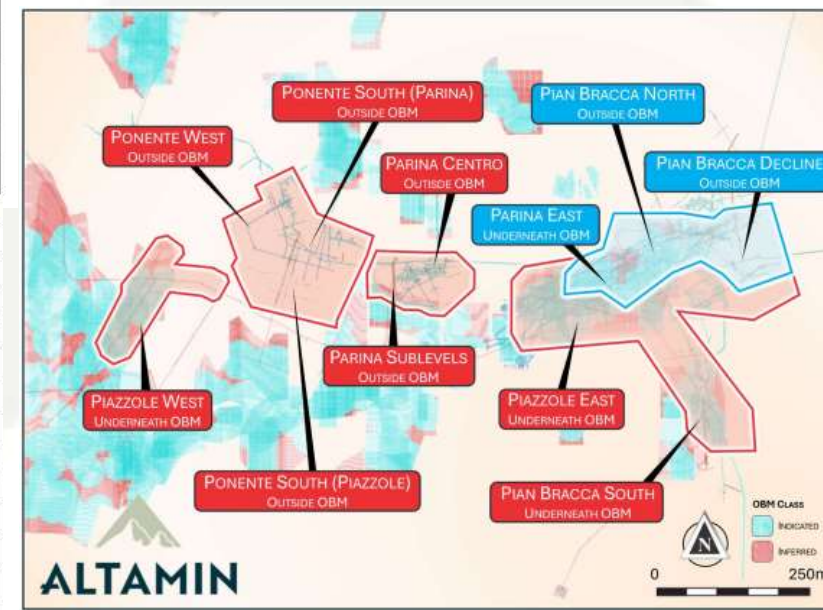 PONENTE SOUTH (PARINA)
OUTSIDE OBM
PIAN BRACCA NORTH
OUTSIDE OBM
PONENTE WEST
OUTSIDE OBM
PARINA CENTRO
OUTISDE OBM
PIAN BRACCA DECLINE
OUTSIDE OBM
PARINA EAST
UNDERNEATH OBM
PARINA SUBLEVELS
OUTSIDE OBM
PIAZZOLE WEST
UNDERNEATH OBM
PIAZZOLE EAST
UNDERNEATH OBM
PONENTE SOUTH (PIAZZOLE)
OUTSIDE OBM
PIAN BRACCA SOUTH
UNDERNEATH OBM
OBM CLASS
INDICATED
INFERRED
N
0 250m
ALTAMIN